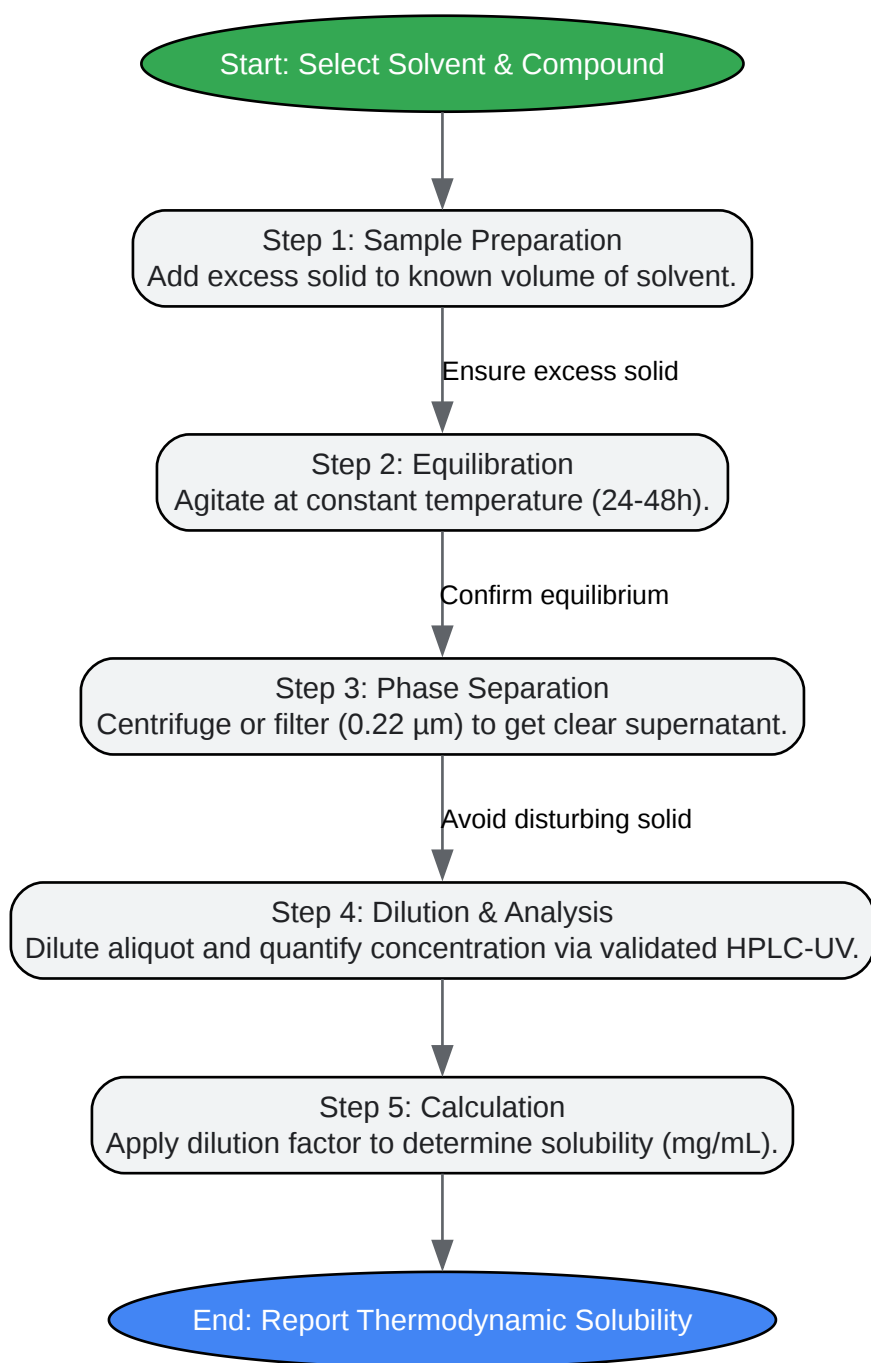 Start: Select Solvent & Compound
Step 1: Sample Preparation
Add excess solid to known volume of solvent.
Ensure excess solid
Step 2: Equilibration
Agitate at constant temperature (24-48h).
Confirm equilibrium
Step 3: Phase Separation
Centrifuge or filter (0.22 µm) to get clear supernatant.
Avoid disturbing solid
Step 4: Dilution & Analysis
Dilute aliquot and quantify concentration via validated HPLC-UV.
Step 5: Calculation
Apply dilution factor to determine solubility (mg/mL).
End: Report Thermodynamic Solubility